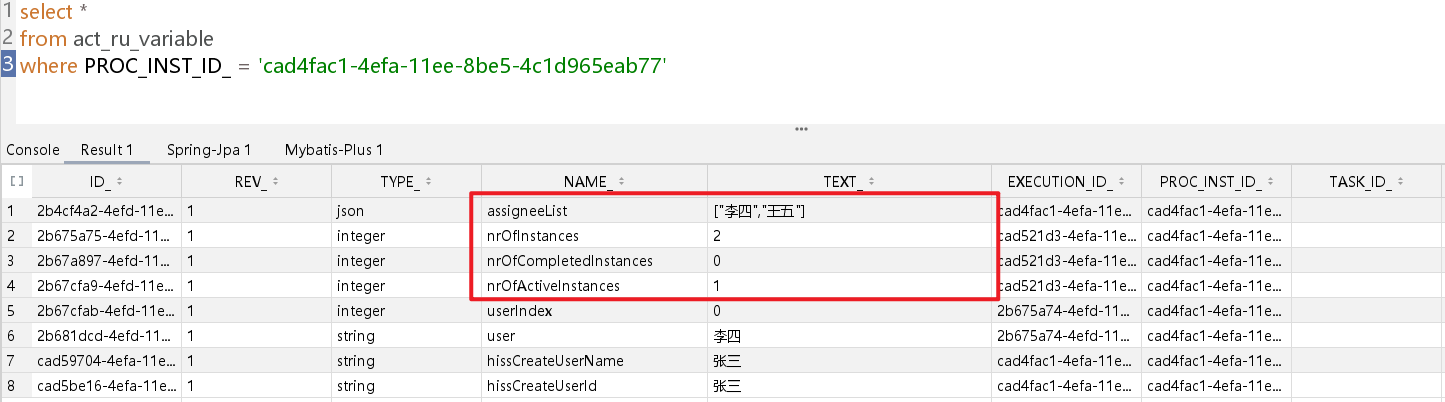 1 select *
2 from act_ru_variable
3 where PROC_INST_ID_ = 'cad4fac1-4efa-11ee-8be5-4c1d965eab77'
Console Result 1 Spring-Jpa 1 Mybatis-Plus 1
ID_ REV_ TYPE_ NAME_ TEXT_ EXECUTION_ID_ PROC_INST_ID_ TASK_ID_
1 2b4cf4a2-4efd-11e... 1 json assigneeList ["李四","王五"] cad4fac1-4efa-11e... cad4fac1-4efa-11e...
2 2b675a75-4efd-11... 1 integer nrOfInstances 2 cad521d3-4efa-11e... cad4fac1-4efa-11e...
3 2b67a897-4efd-11... 1 integer nrOfCompletedInstances 0 cad521d3-4efa-11e... cad4fac1-4efa-11e...
4 2b67cfa9-4efd-11e... 1 integer nrOfActiveInstances 1 cad521d3-4efa-11e... cad4fac1-4efa-11e...
5 2b67cfab-4efd-11e... 1 integer userIndex 0 2b675a74-4efd-11e... cad4fac1-4efa-11e...
6 2b681dcd-4efd-11... 1 string user 李四 2b675a74-4efd-11e... cad4fac1-4efa-11e...
7 cad59704-4efa-11e... 1 string hissCreateUserName 张三 cad4fac1-4efa-11e... cad4fac1-4efa-11e...
8 cad5be16-4efa-11e... 1 string hissCreateUserId 张三 cad4fac1-4efa-11e... cad4fac1-4efa-11e...